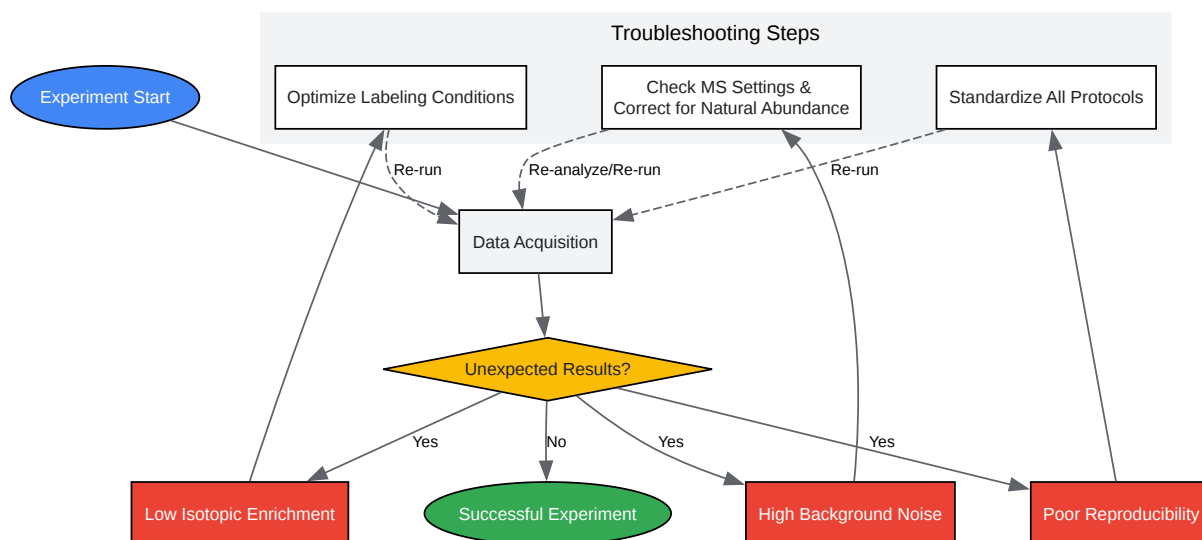 Troubleshooting Steps
Experiment Start
Optimize Labeling Conditions
Check MS Settings &
Correct for Natural Abundance
Standardize All Protocols
Re-run
Re-analyze/Re-run
Re-run
Data Acquisition
Unexpected Results?
Yes
No
Yes
Yes
Low Isotopic Enrichment
Successful Experiment
High Background Noise
Poor Reproducibility